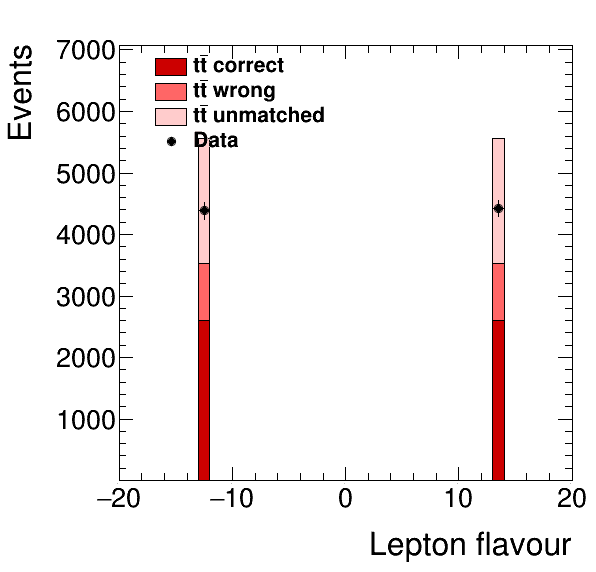 Events
7000
6000
5000
4000
3000
2000
1000
tt̄ correct
tt̄ wrong
tt̄ unmatched
Data
−20 −10 0 10 20
Lepton flavour